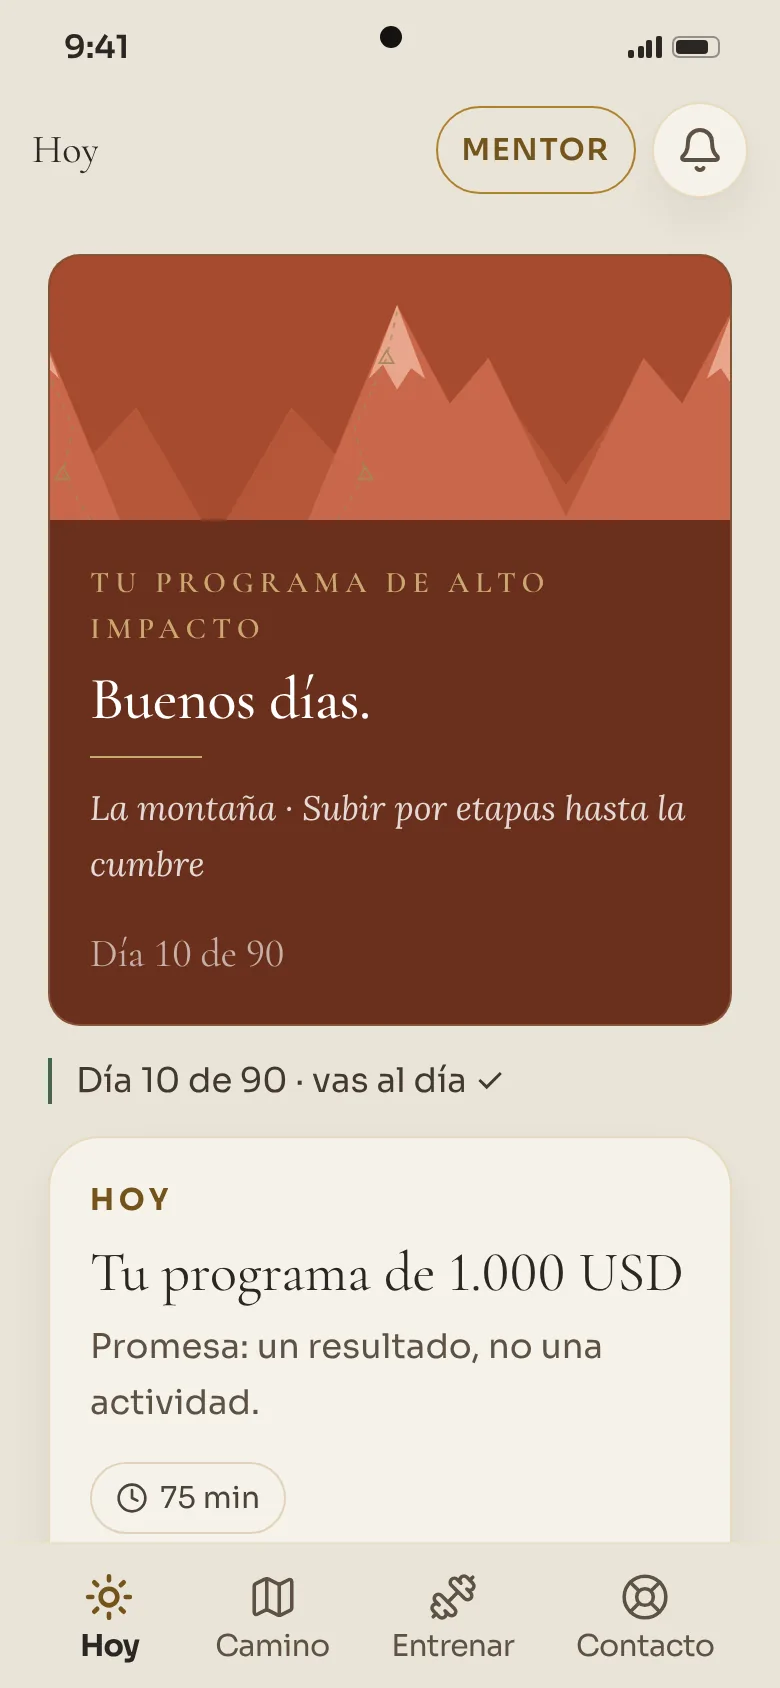 9:41
Hoy
MENTOR
TU PROGRAMA DE ALTO
IMPACTO
Buenos días.
La montaña · Subir por etapas hasta la
cumbre
Día 10 de 90
Día 10 de 90 · vas al día ✓
HOY
Tu programa de 1.000 USD
Promesa: un resultado, no una
actividad.
75 min
Hoy
Camino
Entrenar
Contacto